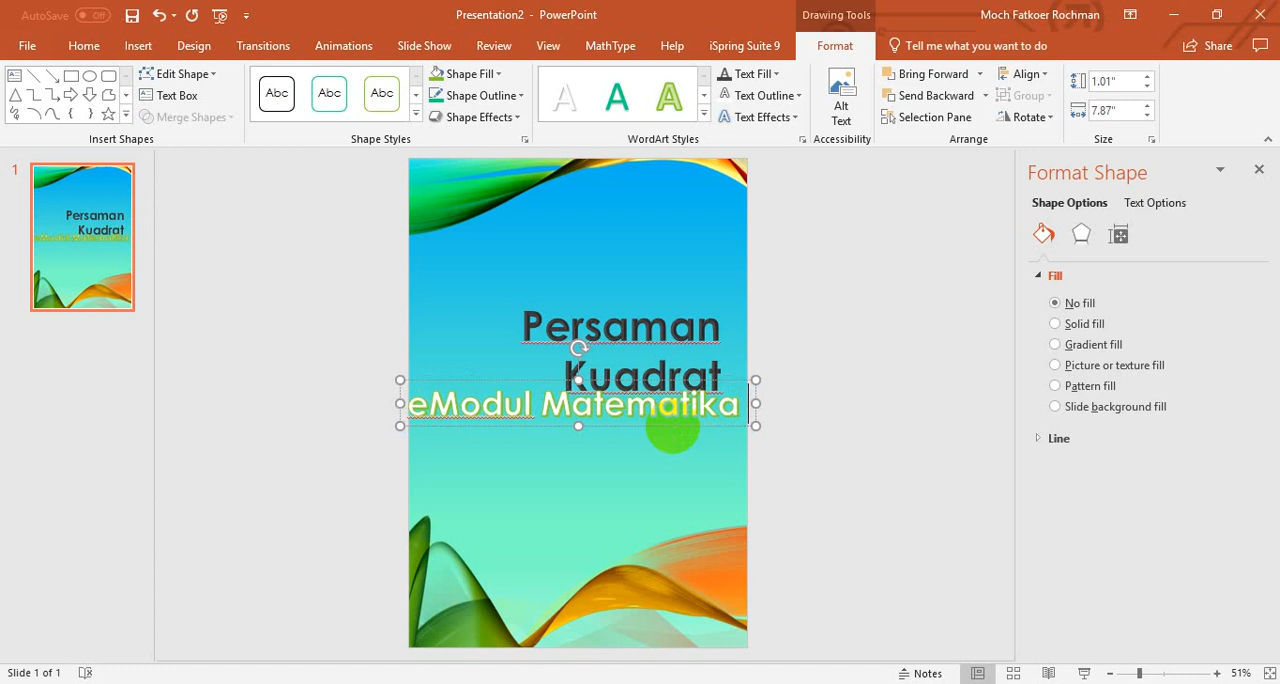 AutoSave Off
Presentation2 - PowerPoint
Drawing Tools
Moch Fatkoer Rochman
File Home Insert Design Transitions Animations Slide Show Review View MathType Help iSpring Suite 9 Format Tell me what you want to do Share
Edit Shape
Text Box
Merge Shapes
Insert Shapes
Abc Abc Abc
Shape Fill
Shape Outline
Shape Effects
Shape Styles
A A A
Text Fill
Text Outline
Text Effects
WordArt Styles
Alt
Text
Accessibility
Bring Forward
Send Backward
Selection Pane
Align
Group
Rotate
Arrange
1.01"
7.87"
Size
1
Persaman
Kuadrat
eModul Matematika
Persaman
Kuadrat
eModul Matematika
Format Shape
Shape Options Text Options
Fill
No fill
Solid fill
Gradient fill
Picture or texture fill
Pattern fill
Slide background fill
Line
Slide 1 of 1
Notes
51%